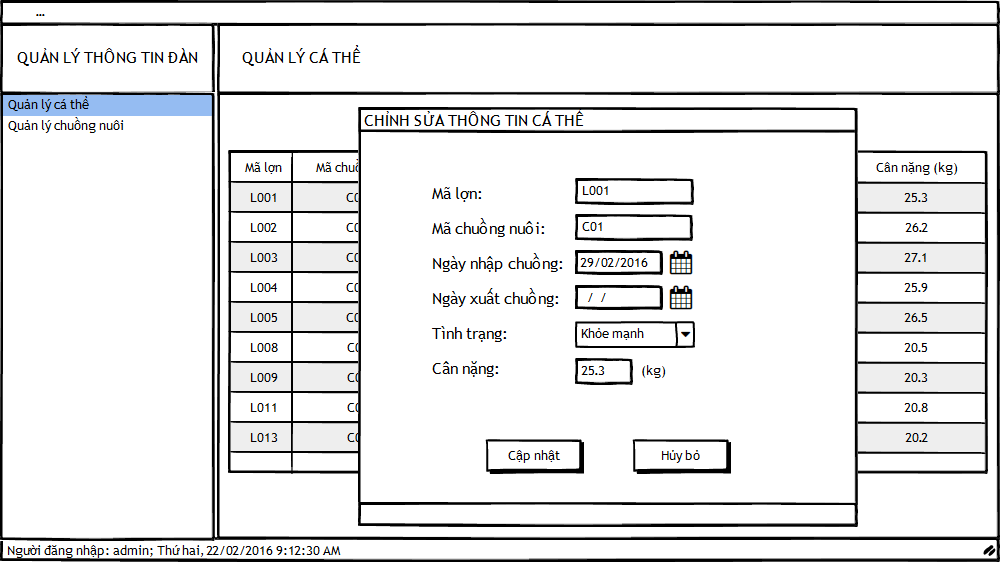 ...
QUẢN LÝ THÔNG TIN ĐÀN
QUẢN LÝ CÁ THỂ
Quản lý cá thể
Quản lý chuồng nuôi
CHỈNH SỬA THÔNG TIN CÁ THỂ
Mã lợn Mã chuồ Cân nặng (kg)
L001 C0 25.3
L002 C0 26.2
L003 C0 27.1
L004 C0 25.9
L005 C0 26.5
L008 C0 20.5
L009 C0 20.3
L011 C0 20.8
L013 C0 20.2
Mã lợn: L001
Mã chuồng nuôi: C01
Ngày nhập chuồng: 29/02/2016
Ngày xuất chuồng: / /
Tình trạng: Khỏe mạnh
Cân nặng: 25.3 (kg)
Cập nhật Hủy bỏ
Người đăng nhập: admin; Thứ hai, 22/02/2016 9:12:30 AM